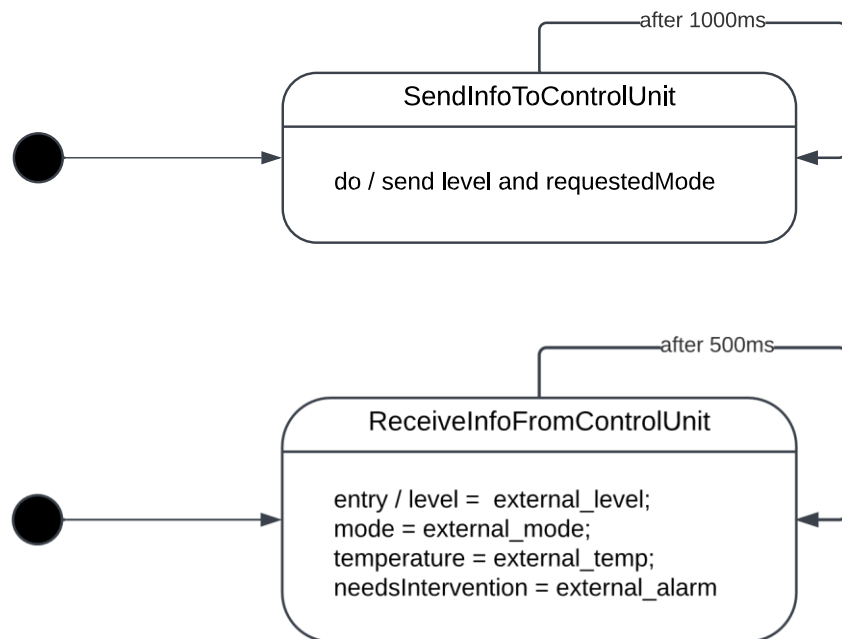 after 1000ms
SendInfoToControlUnit
do / send level and requestedMode
after 500ms
ReceiveInfoFromControlUnit
entry / level =  external_level;
mode = external_mode;
temperature = external_temp;
needsIntervention = external_alarm